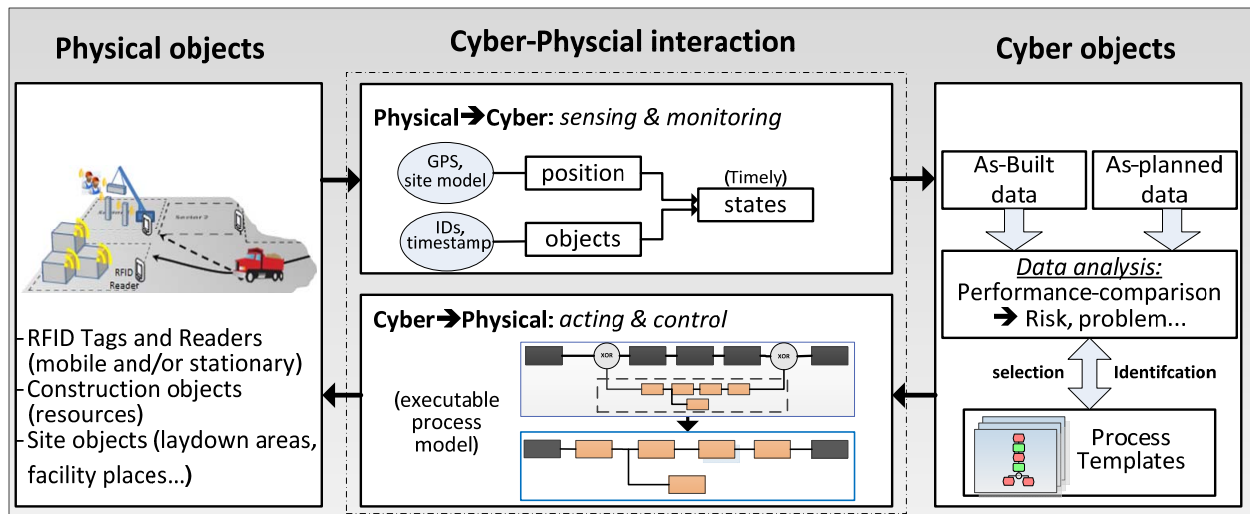 Physical objects
Cyber-Physcial interaction
Cyber objects
Sector 2
RFID
Reader
-RFID Tags and Readers
(mobile and/or stationary)
-Construction objects
(resources)
-Site objects (laydown areas,
facility places...)
Physical➔Cyber: sensing & monitoring
GPS,
site model
position
(Timely)
states
IDs,
timestamp
objects
Cyber➔Physical: acting & control
XOR
XOR
(executable
process
model)
As-Built
data
As-planned
data
Data analysis:
Performance-comparison
➔ Risk, problem...
selection
Identifcation
Process
Templates